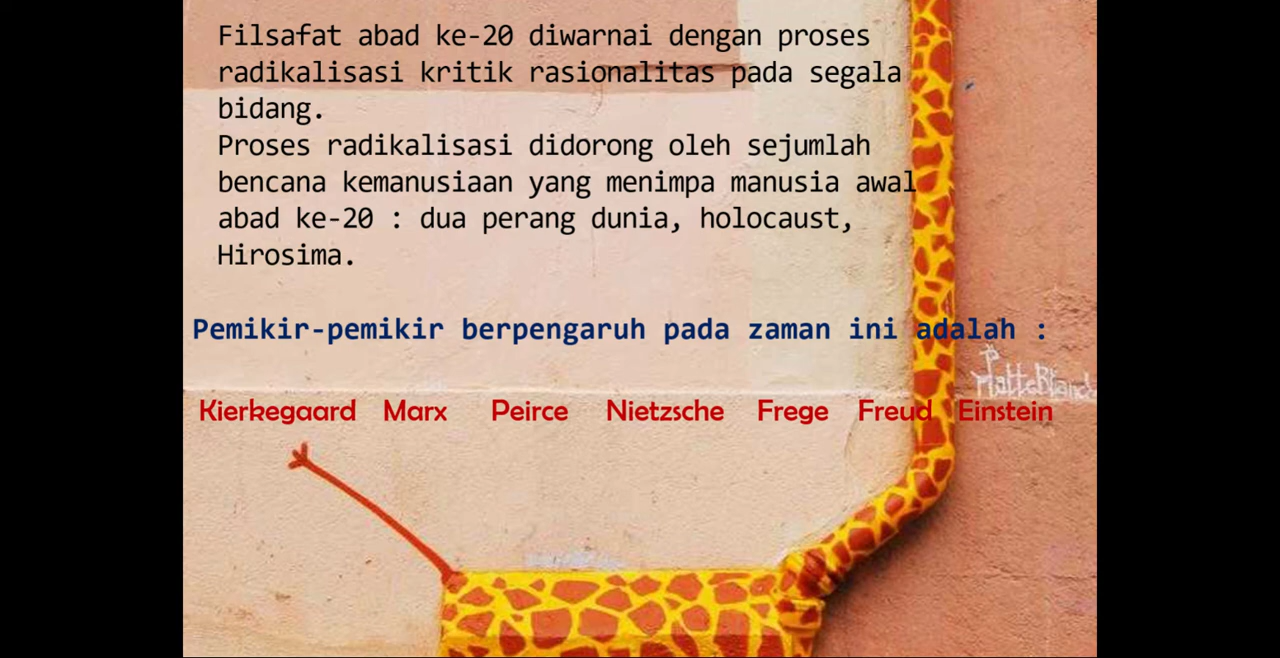 Filsafat abad ke-20 diwarnai dengan proses
radikalisasi kritik rasionalitas pada segala
bidang.
Proses radikalisasi didorong oleh sejumlah
bencana kemanusiaan yang menimpa manusia awal
abad ke-20 : dua perang dunia, holocaust,
Hirosima.
Pemikir-pemikir berpengaruh pada zaman ini adalah :
Kierkegaard Marx Peirce Nietzsche Frege Freud Einstein